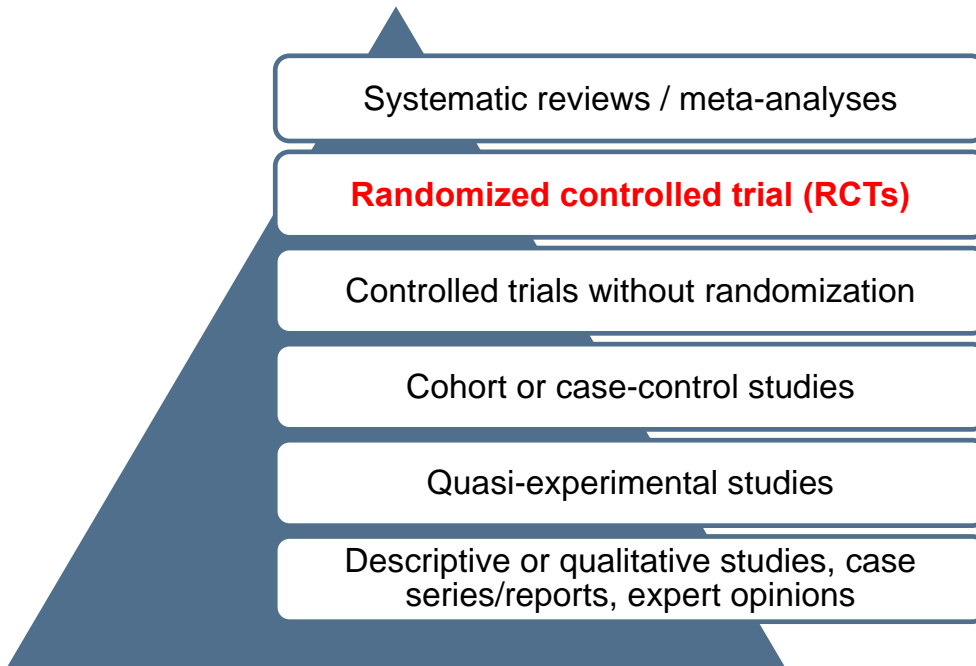 Systematic reviews / meta-analyses
Randomized controlled trial (RCTs)
Controlled trials without randomization
Cohort or case-control studies
Quasi-experimental studies
Descriptive or qualitative studies, case
series/reports, expert opinions